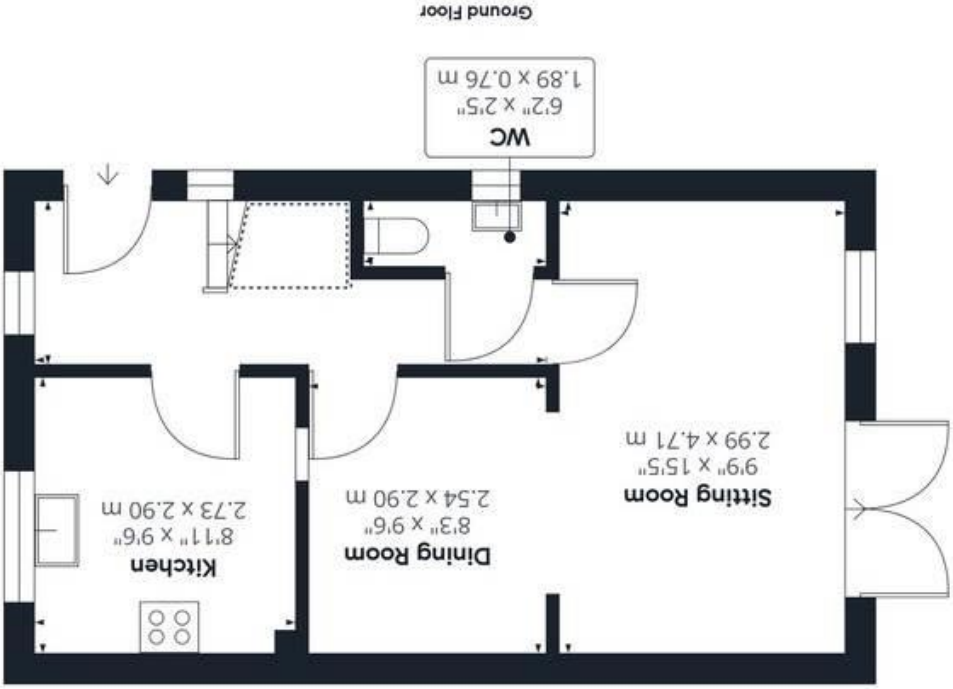 Sitting Room
9'9" x 15'5"
2.99 x 4.71 m
Dining Room
8'3" x 9'6"
2.54 x 2.90 m
Kitchen
8'11" x 9'6"
2.73 x 2.90 m
WC
6'2" x 2'5"
1.89 x 0.76 m
Ground Floor